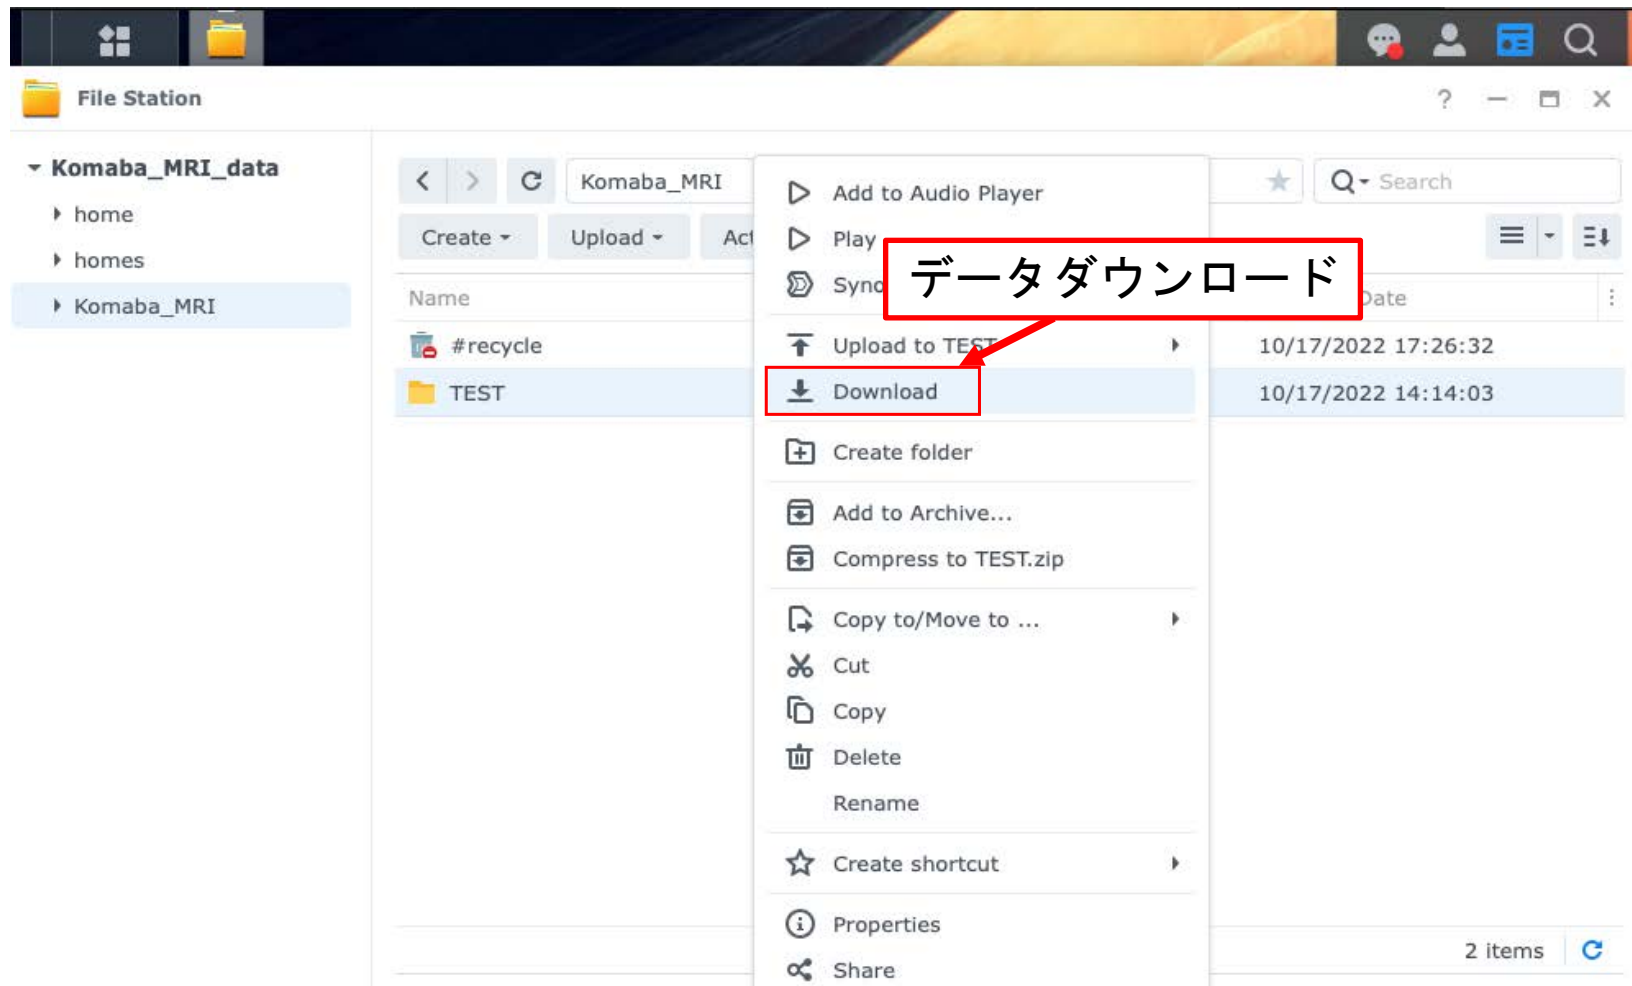 File Station
?
Komaba_MRI_data
home
homes
Komaba_MRI
Komaba_MRI
Search
Create
Upload
Act
Name
Date
#recycle
10/17/2022 17:26:32
TEST
10/17/2022 14:14:03
Add to Audio Player
Play
Syno
データダウンロード
Upload to TEST
Download
Create folder
Add to Archive...
Compress to TEST.zip
Copy to/Move to ...
Cut
Copy
Delete
Rename
Create shortcut
Properties
Share
2 items